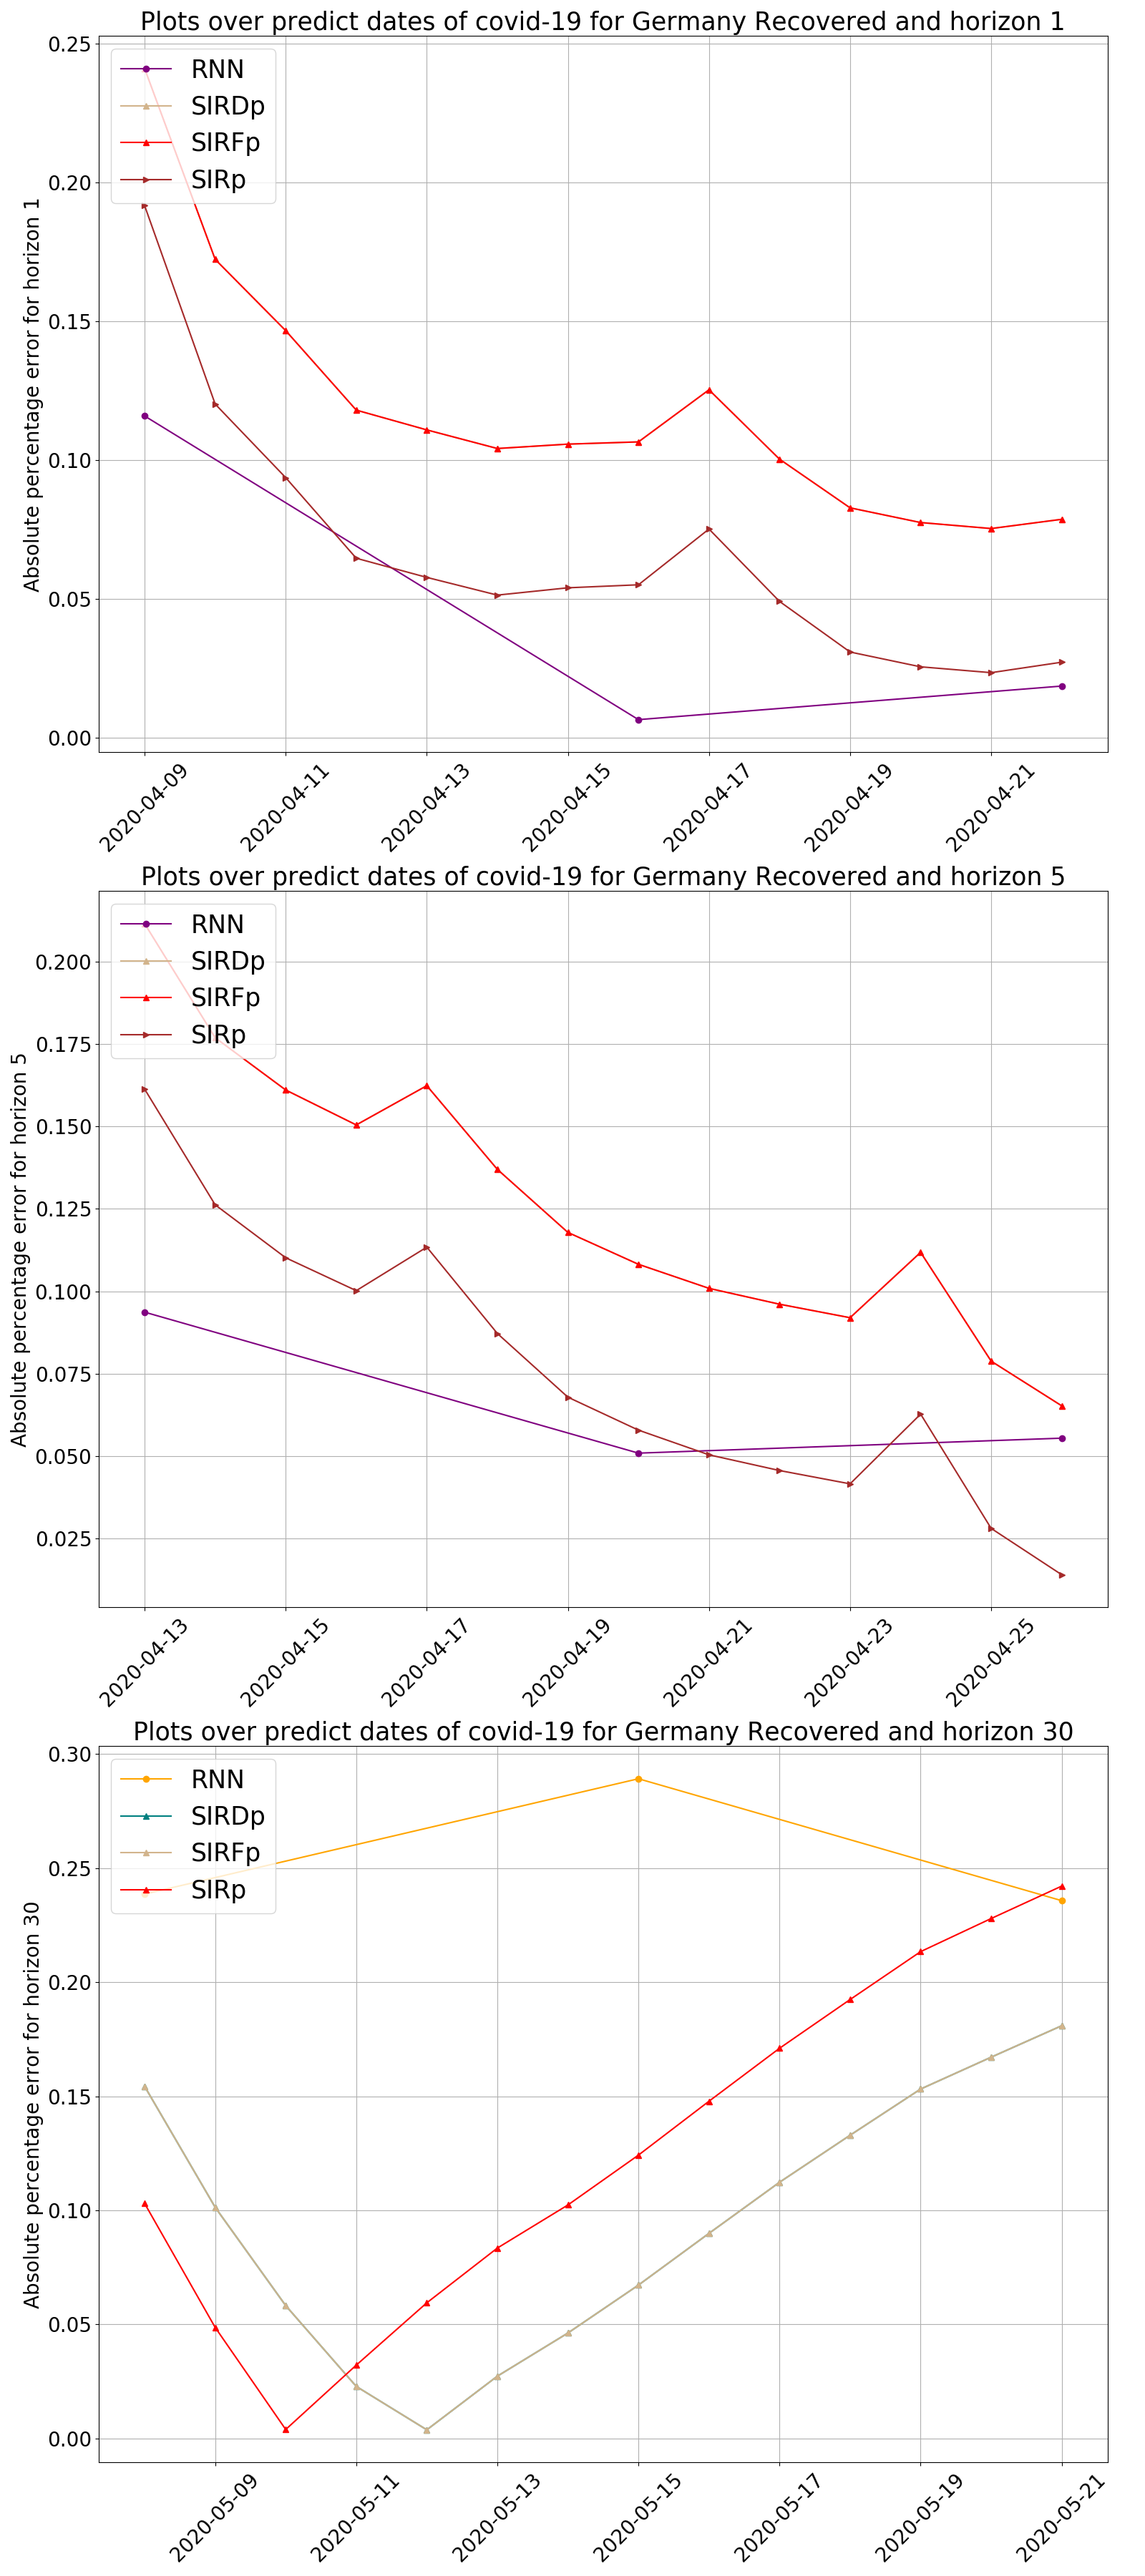 Plots over predict dates of covid-19 for Germany Recovered and horizon 1
0.25
0.20
0.15
0.10
0.05
0.00
Absolute percentage error for horizon 1
RNN
SIRDp
SIRFp
SIRp
2020-04-09
2020-04-11
2020-04-13
2020-04-15
2020-04-17
2020-04-19
2020-04-21
Plots over predict dates of covid-19 for Germany Recovered and horizon 5
0.200
0.175
0.150
0.125
0.100
0.075
0.050
0.025
Absolute percentage error for horizon 5
RNN
SIRDp
SIRFp
SIRp
2020-04-13
2020-04-15
2020-04-17
2020-04-19
2020-04-21
2020-04-23
2020-04-25
Plots over predict dates of covid-19 for Germany Recovered and horizon 30
0.30
0.25
0.20
0.15
0.10
0.05
0.00
Absolute percentage error for horizon 30
RNN
SIRDp
SIRFp
SIRp
2020-05-09
2020-05-11
2020-05-13
2020-05-15
2020-05-17
2020-05-19
2020-05-21